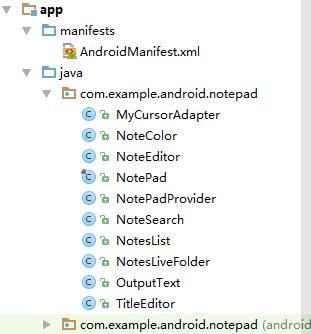 app
manifests
AndroidManifest.xml
java
com.example.android.notepad
MyCursorAdapter
NoteColor
NoteEditor
NotePad
NotePadProvider
NoteSearch
NotesList
NotesLiveFolder
OutputText
TitleEditor
com.example.android.notepad (android